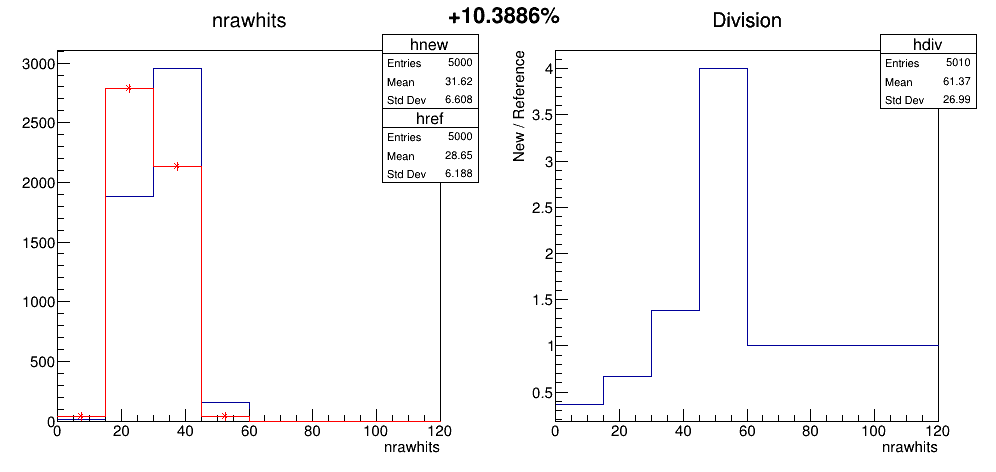 +10.3886%
nrawhits
hnew
Entries 5000
Mean 31.62
Std Dev 6.608
href
Entries 5000
Mean 28.65
Std Dev 6.188
3000
2500
2000
1500
1000
500
0
0 20 40 60 80 100 120
nrawhits
Division
hdiv
Entries 5010
Mean 61.37
Std Dev 26.99
New / Reference
4
3.5
3
2.5
2
1.5
1
0.5
0 20 40 60 80 100 120
nrawhits